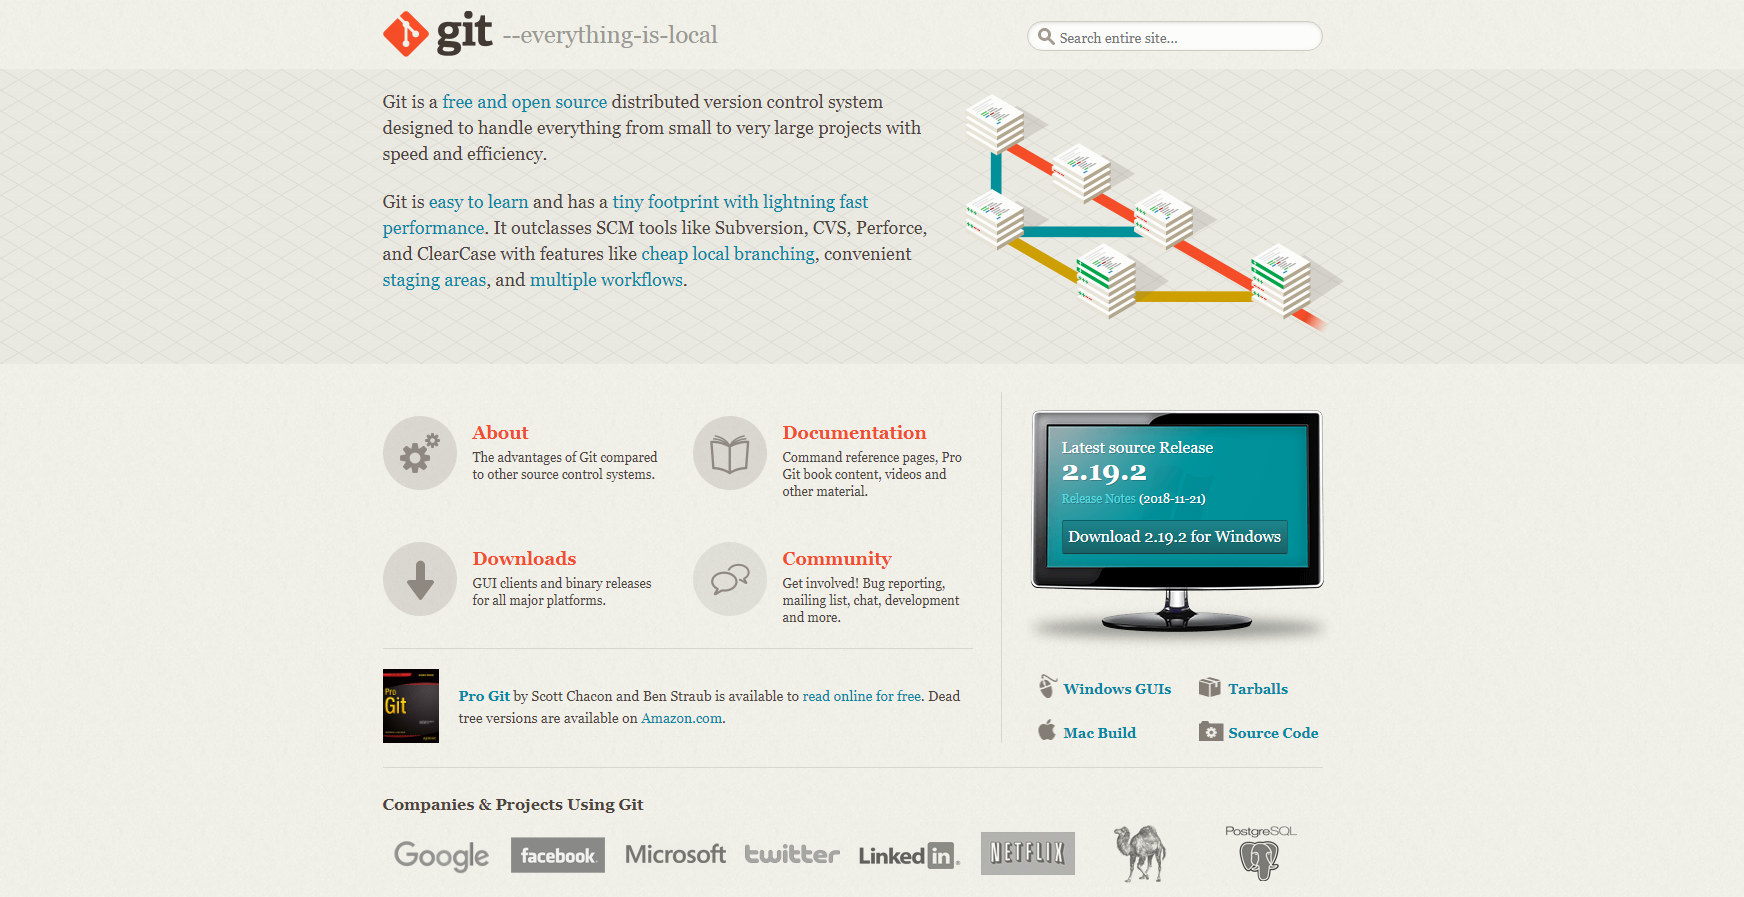 git --everything-is-local
Search entire site...
Git is a free and open source distributed version control system
designed to handle everything from small to very large projects with
speed and efficiency.
Git is easy to learn and has a tiny footprint with lightning fast
performance. It outclasses SCM tools like Subversion, CVS, Perforce,
and ClearCase with features like cheap local branching, convenient
staging areas, and multiple workflows.
About
The advantages of Git compared
to other source control systems.
Documentation
Command reference pages, Pro
Git book content, videos and
other material.
Downloads
GUI clients and binary releases
for all major platforms.
Community
Get involved! Bug reporting,
mailing list, chat, development
and more.
Pro
Git
Pro Git by Scott Chacon and Ben Straub is available to read online for free. Dead
tree versions are available on Amazon.com.
Latest source Release
2.19.2
Release Notes (2018-11-21)
Download 2.19.2 for Windows
Windows GUIs
Tarballs
Mac Build
Source Code
Companies & Projects Using Git
Google
facebook
Microsoft
twitter
Linked in
NETFLIX
PostgreSQL